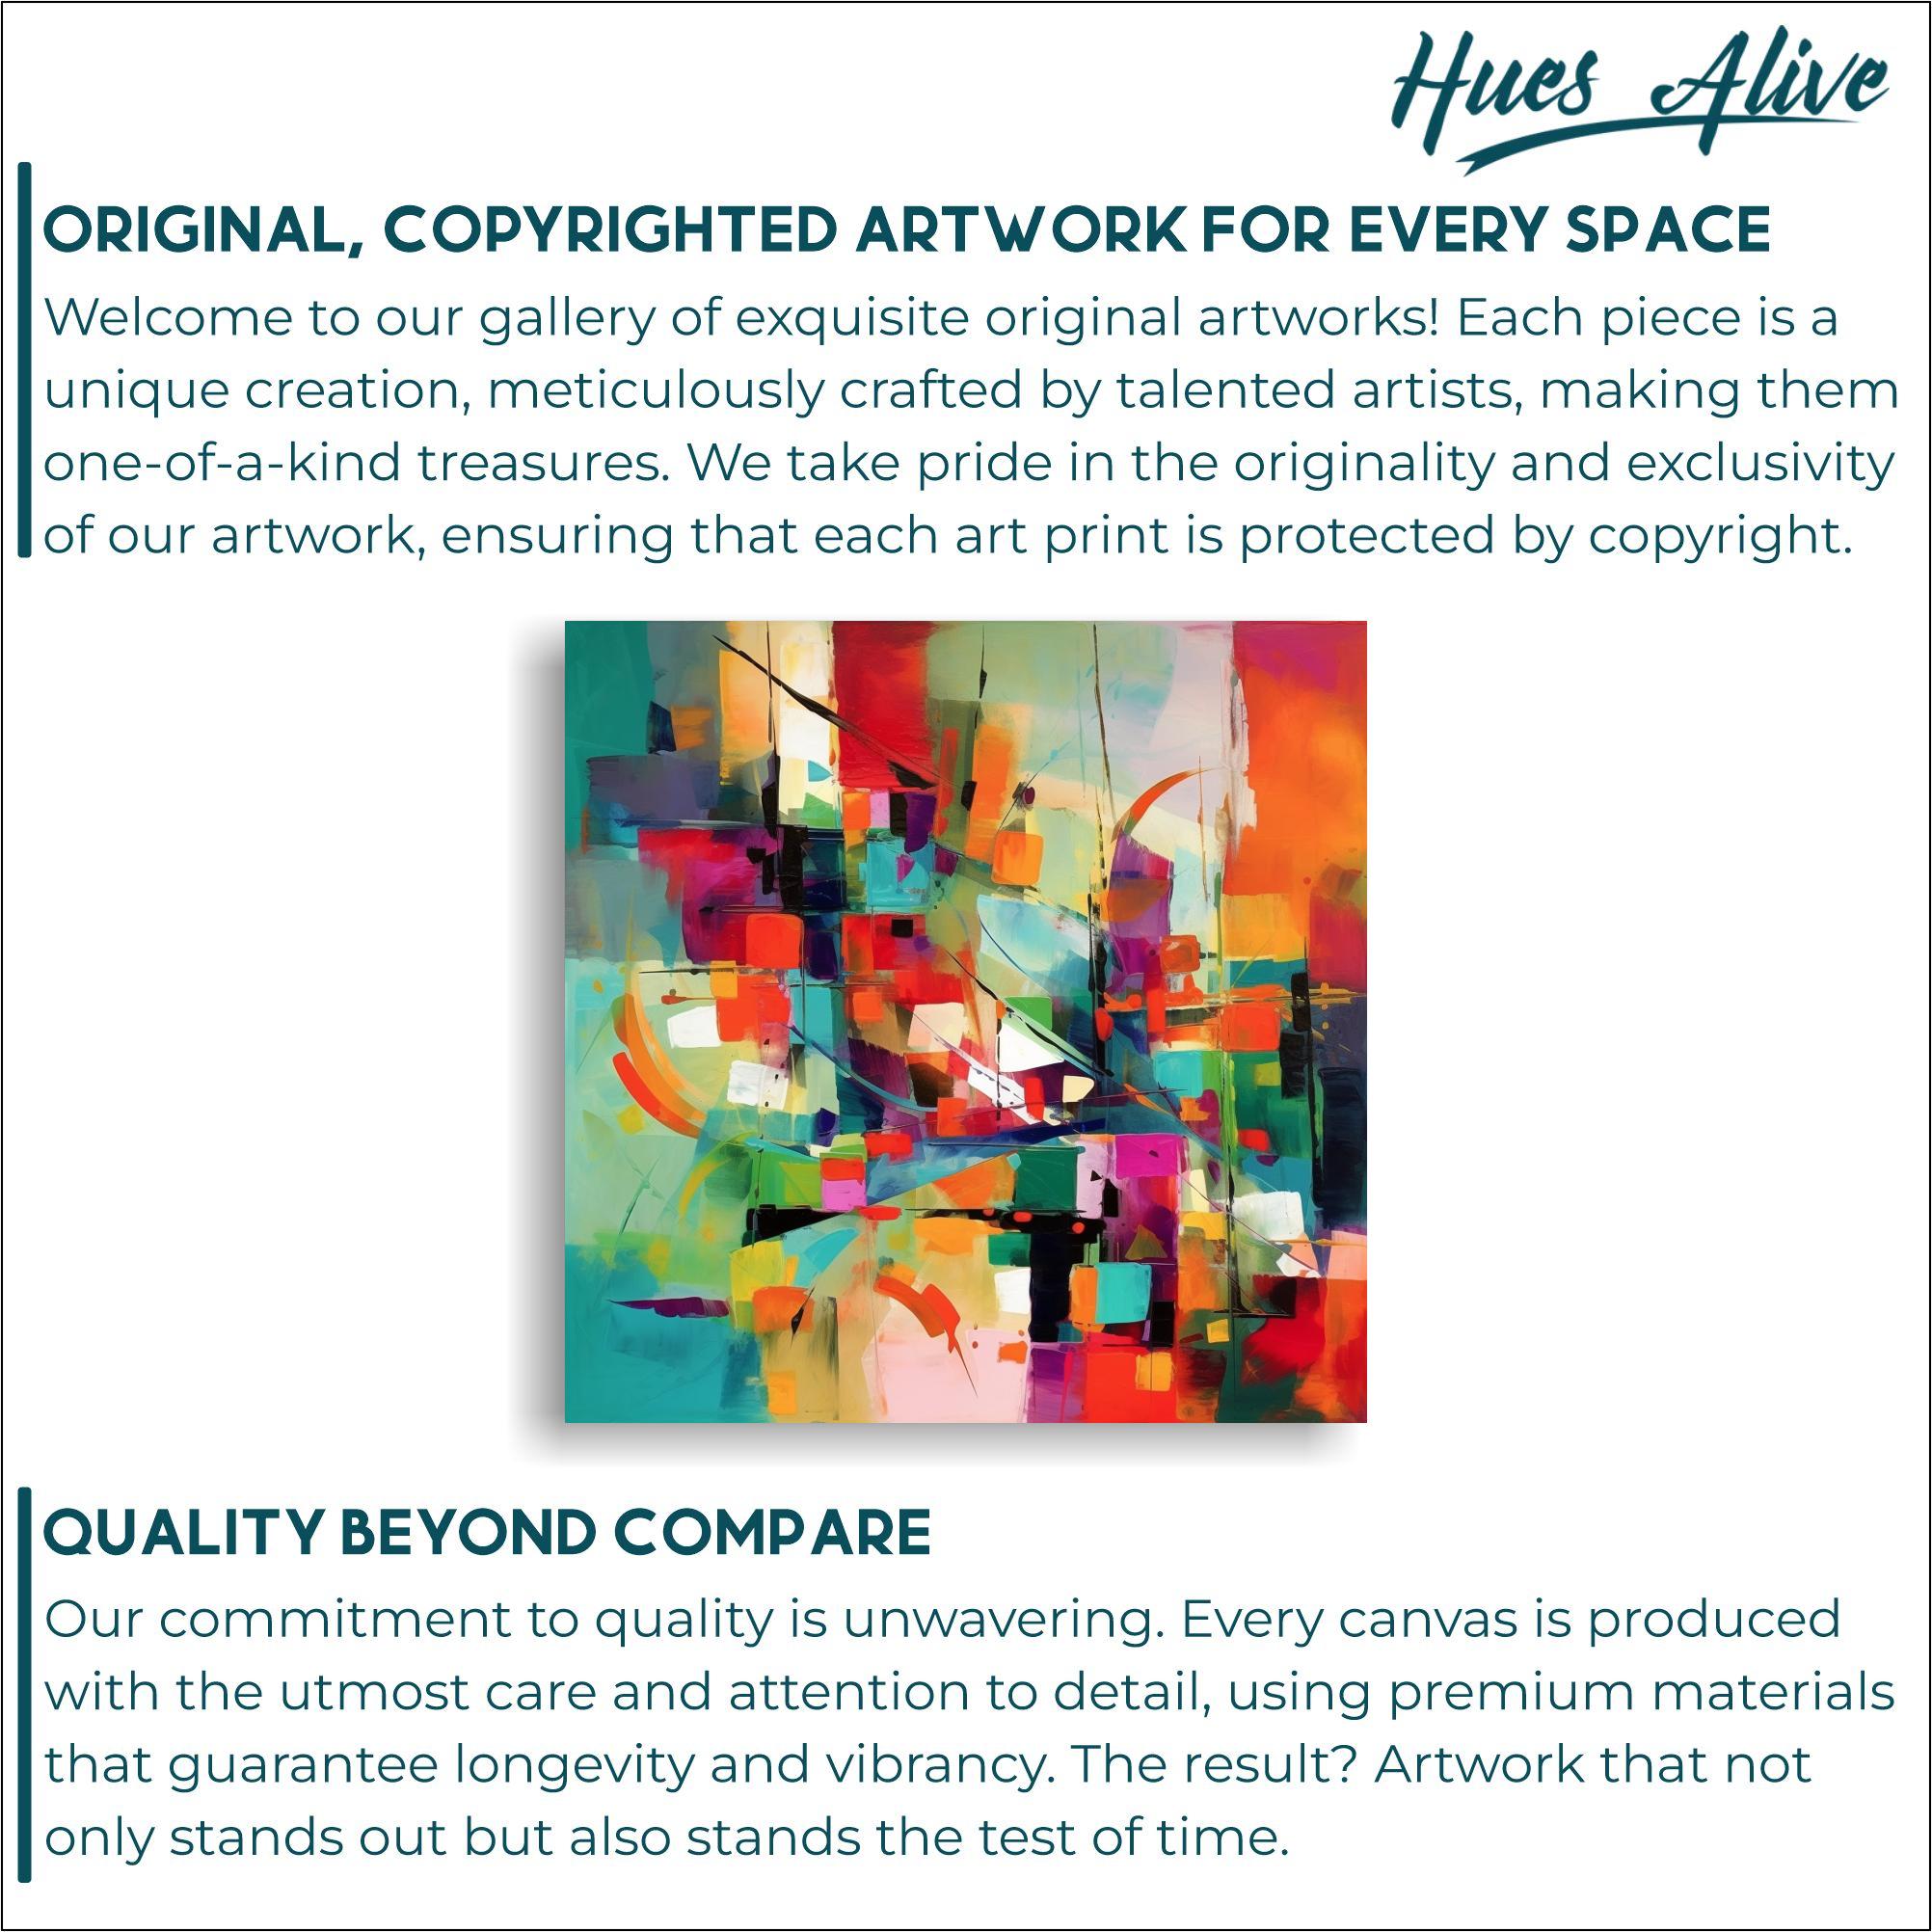 Hues Alive
ORIGINAL, COPYRIGHTED ARTWORK FOR EVERY SPACE
Welcome to our gallery of exquisite original artworks! Each piece is a
unique creation, meticulously crafted by talented artists, making them
one-of-a-kind treasures. We take pride in the originality and exclusivity
of our artwork, ensuring that each art print is protected by copyright.
QUALITY BEYOND COMPARE
Our commitment to quality is unwavering. Every canvas is produced
with the utmost care and attention to detail, using premium materials
that guarantee longevity and vibrancy. The result? Artwork that not
only stands out but also stands the test of time.